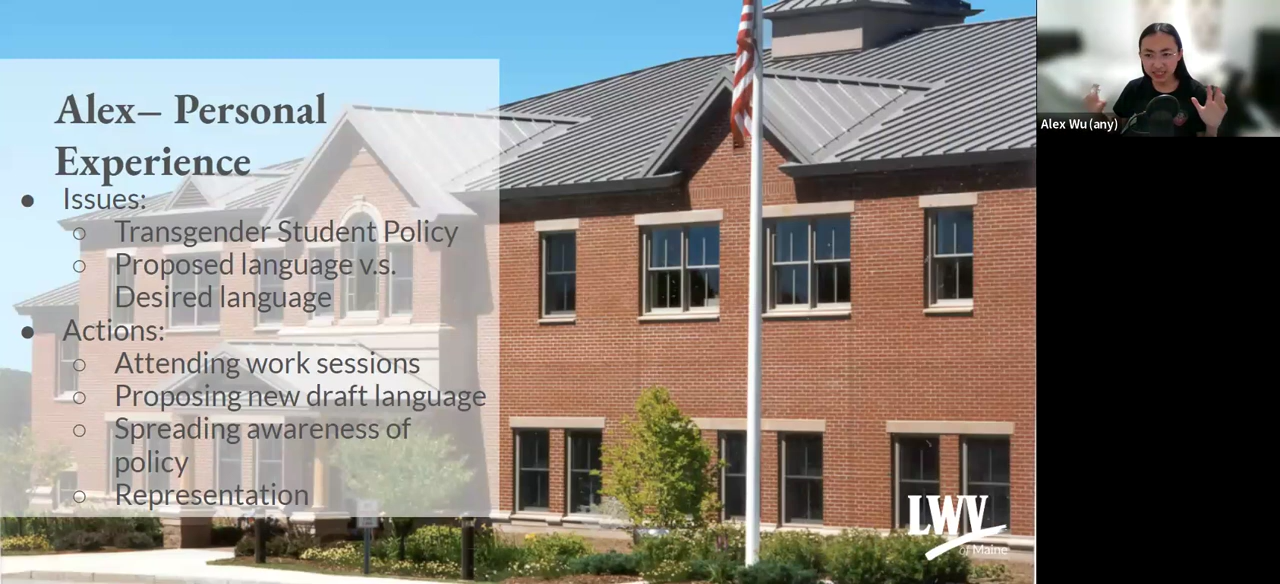 Alex– Personal
Experience
● Issues:
○ Transgender Student Policy
○ Proposed language v.s.
Desired language
● Actions:
○ Attending work sessions
○ Proposing new draft language
○ Spreading awareness of
policy
○ Representation
LWV
of Maine
Alex Wu (any)